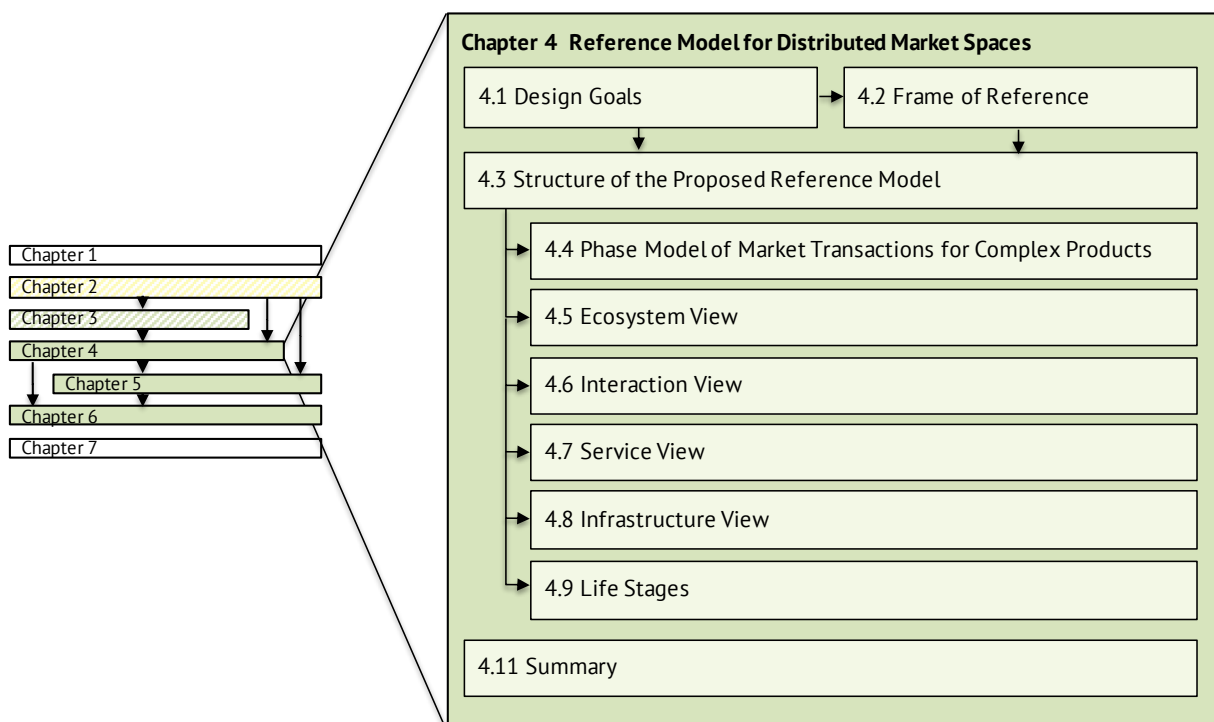 Chapter 1
Chapter 2
Chapter 3
Chapter 4
Chapter 5
Chapter 6
Chapter 7
Chapter 4 Reference Model for Distributed Market Spaces
4.1 Design Goals
4.2 Frame of Reference
4.3 Structure of the Proposed Reference Model
4.4 Phase Model of Market Transactions for Complex Products
4.5 Ecosystem View
4.6 Interaction View
4.7 Service View
4.8 Infrastructure View
4.9 Life Stages
4.11 Summary